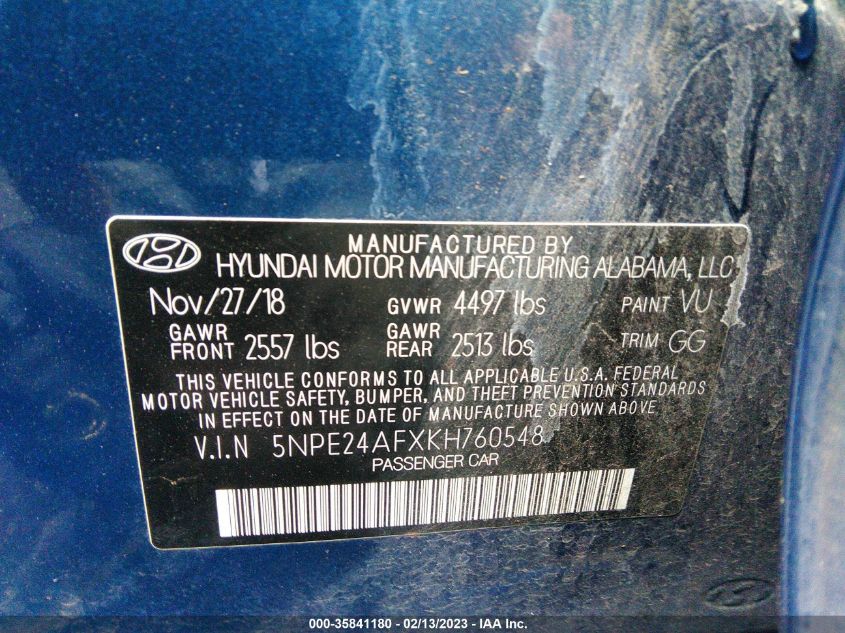 MANUFACTURED BY
HYUNDAI MOTOR MANUFACTURING ALABAMA, LLC
Nov/27/18 GVWR 4497 lbs PAINT VU
GAWR FRONT 2557 lbs GAWR REAR 2513 lbs TRIM GG
THIS VEHICLE CONFORMS TO ALL APPLICABLE U.S.A. FEDERAL
MOTOR VEHICLE SAFETY, BUMPER, AND THEFT PREVENTION STANDARDS
IN EFFECT ON THE DATE OF MANUFACTURE SHOWN ABOVE.
V.I.N 5NPE24AFXKH760548
PASSENGER CAR
000-35841180 - 02/13/2023 - IAA Inc.